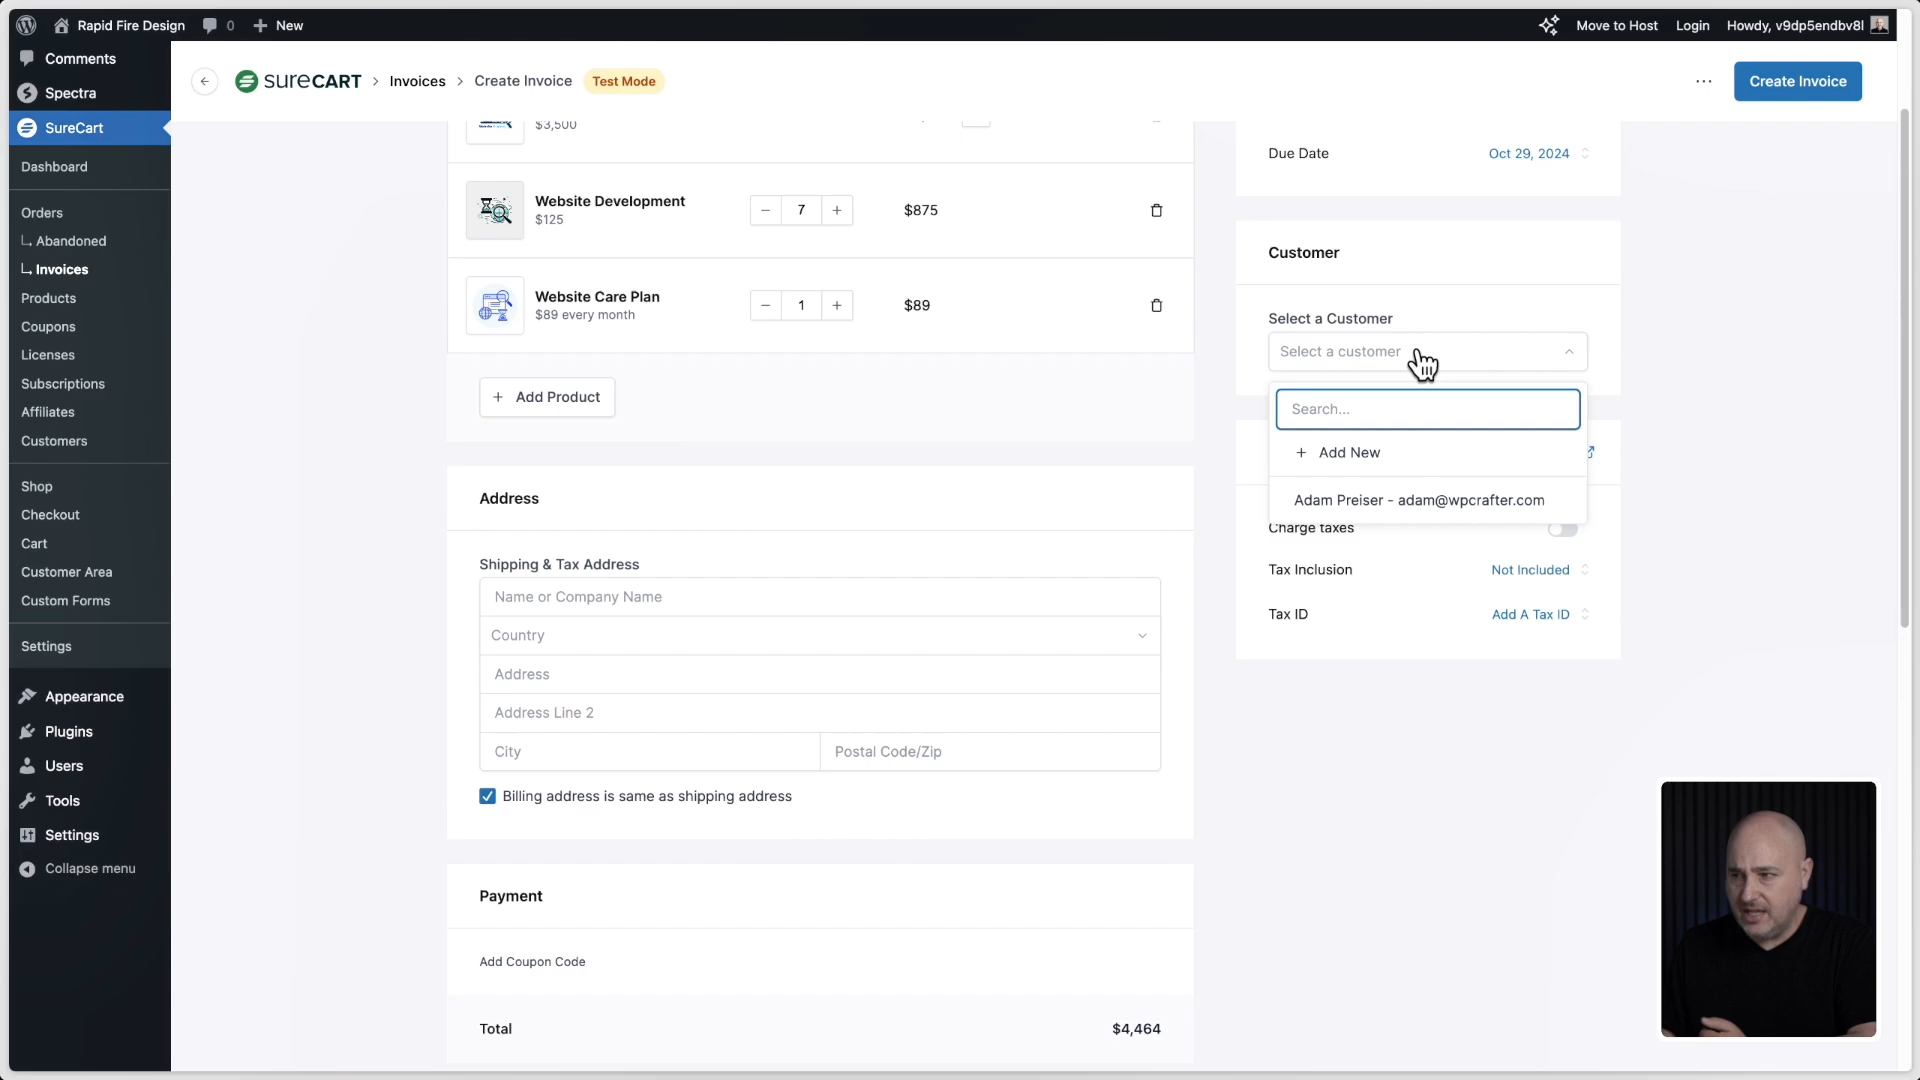 Rapid Fire Design
0
New
Move to Host
Login
Howdy, v9dp5endbv8l
Comments
Spectra
SureCart
Dashboard
Orders
Abandoned
Invoices
Products
Coupons
Licenses
Subscriptions
Affiliates
Customers
Shop
Checkout
Cart
Customer Area
Custom Forms
Settings
Appearance
Plugins
Users
Tools
Settings
Collapse menu
SURECART
Invoices
Create Invoice
Test Mode
Create Invoice
$3,500
Website Development
$125
7
$875
Website Care Plan
$89 every month
1
$89
Add Product
Address
Shipping & Tax Address
Name or Company Name
Country
Address
Address Line 2
City
Postal Code/Zip
Billing address is same as shipping address
Payment
Add Coupon Code
Total
$4,464
Due Date
Oct 29, 2024
Customer
Select a Customer
Select a customer
Search...
Add New
Adam Preiser - adam@wpcrafter.com
Charge taxes
Tax Inclusion
Not Included
Tax ID
Add A Tax ID